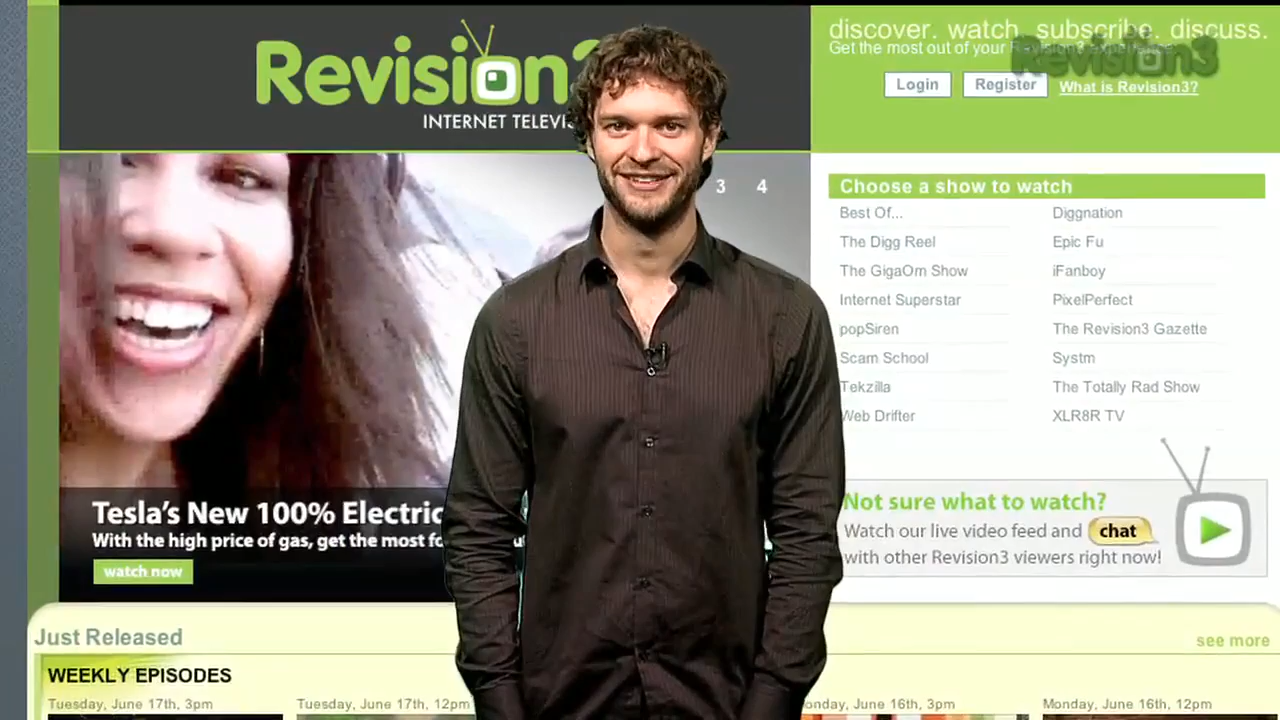 Revision3
INTERNET TELEVIS
discover. watch. subscribe. discuss.
Get the most out of your Revision3 experience.
Revision3
Login
Register
What is Revision3?
3 4
Choose a show to watch
Best Of...
Diggnation
The Digg Reel
Epic Fu
The GigaOm Show
iFanboy
Internet Superstar
PixelPerfect
popSiren
The Revision3 Gazette
Scam School
Systm
Tekzilla
The Totally Rad Show
Web Drifter
XLR8R TV
Tesla's New 100% Electric
With the high price of gas, get the most fo
watch now
Not sure what to watch?
Watch our live video feed and chat
with other Revision3 viewers right now!
Just Released
see more
WEEKLY EPISODES
Tuesday, June 17th, 3pm
Tuesday, June 17th, 12pm
onday, June 16th, 3pm
Monday, June 16th, 12pm